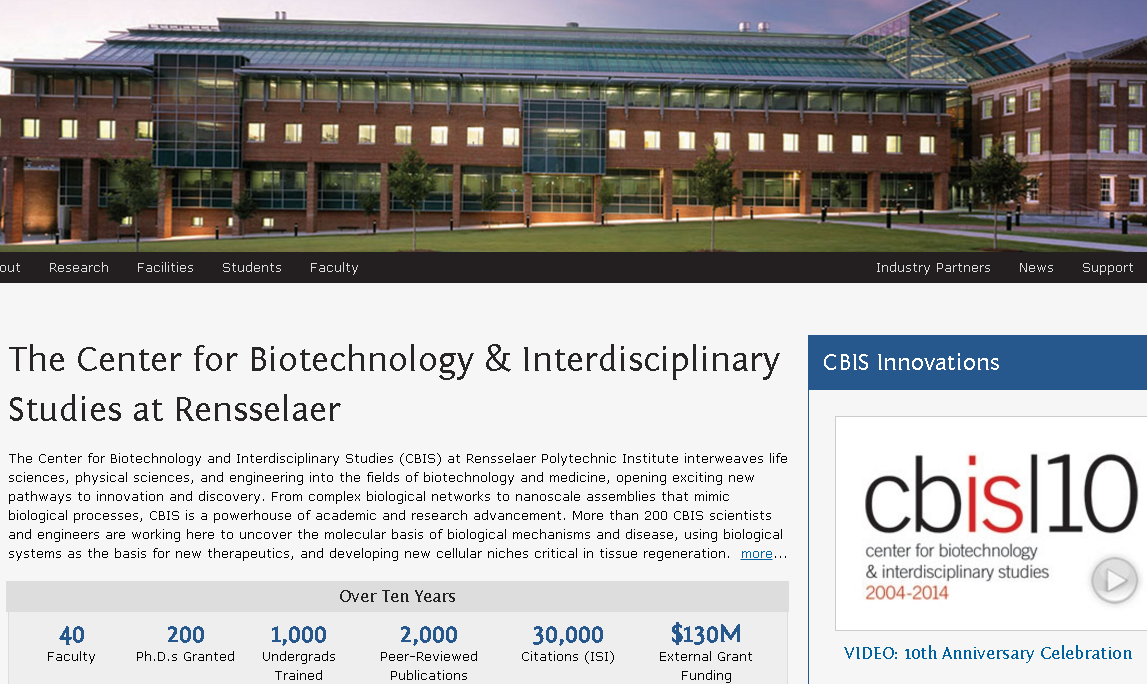 out Research Facilities Students Faculty Industry Partners News Support
The Center for Biotechnology & Interdisciplinary
Studies at Rensselaer
The Center for Biotechnology and Interdisciplinary Studies (CBIS) at Rensselaer Polytechnic Institute interweaves life
sciences, physical sciences, and engineering into the fields of biotechnology and medicine, opening exciting new
pathways to innovation and discovery. From complex biological networks to nanoscale assemblies that mimic
biological processes, CBIS is a powerhouse of academic and research advancement. More than 200 CBIS scientists
and engineers are working here to uncover the molecular basis of biological mechanisms and disease, using biological
systems as the basis for new therapeutics, and developing new cellular niches critical in tissue regeneration. more...
Over Ten Years
40 200 1,000 2,000 30,000 $130M
Faculty Ph.D.s Granted Undergrads Peer-Reviewed Citations (ISI) External Grant
Trained Publications Funding
CBIS Innovations
cbis|10
center for biotechnology
& interdisciplinary studies
2004-2014
VIDEO: 10th Anniversary Celebration